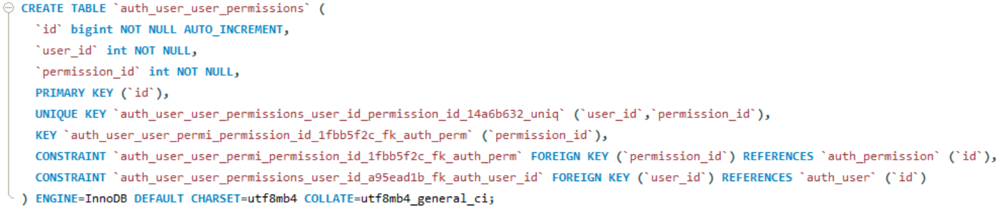 CREATE TABLE `auth_user_user_permissions` (
`id` bigint NOT NULL AUTO_INCREMENT,
`user_id` int NOT NULL,
`permission_id` int NOT NULL,
PRIMARY KEY (`id`),
UNIQUE KEY `auth_user_user_permissions_user_id_permission_id_14a6b632_uniq` (`user_id`,`permission_id`),
KEY `auth_user_user_permi_permission_id_1fbb5f2c_fk_auth_perm` (`permission_id`),
CONSTRAINT `auth_user_user_permi_permission_id_1fbb5f2c_fk_auth_perm` FOREIGN KEY (`permission_id`) REFERENCES `auth_permission` (`id`),
CONSTRAINT `auth_user_user_permissions_user_id_a95ead1b_fk_auth_user_id` FOREIGN KEY (`user_id`) REFERENCES `auth_user` (`id`)
) ENGINE=InnoDB DEFAULT CHARSET=utf8mb4 COLLATE=utf8mb4_general_ci;